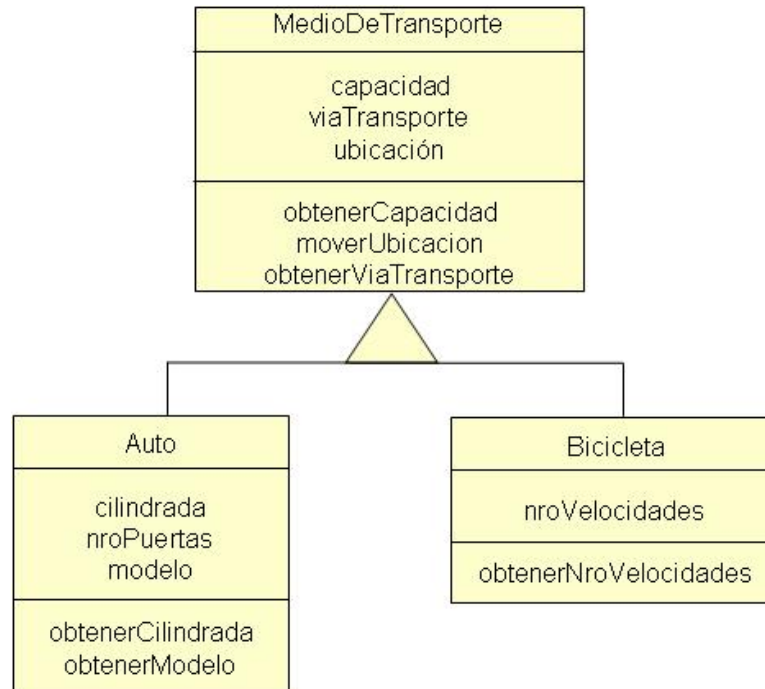 MedioDeTransporte
capacidad
viaTransporte
ubicación
obtenerCapacidad
moverUbicacion
obtenerViaTransporte
Auto
cilindrada
nroPuertas
modelo
obtenerCilindrada
obtenerModelo
Bicicleta
nroVelocidades
obtenerNroVelocidades